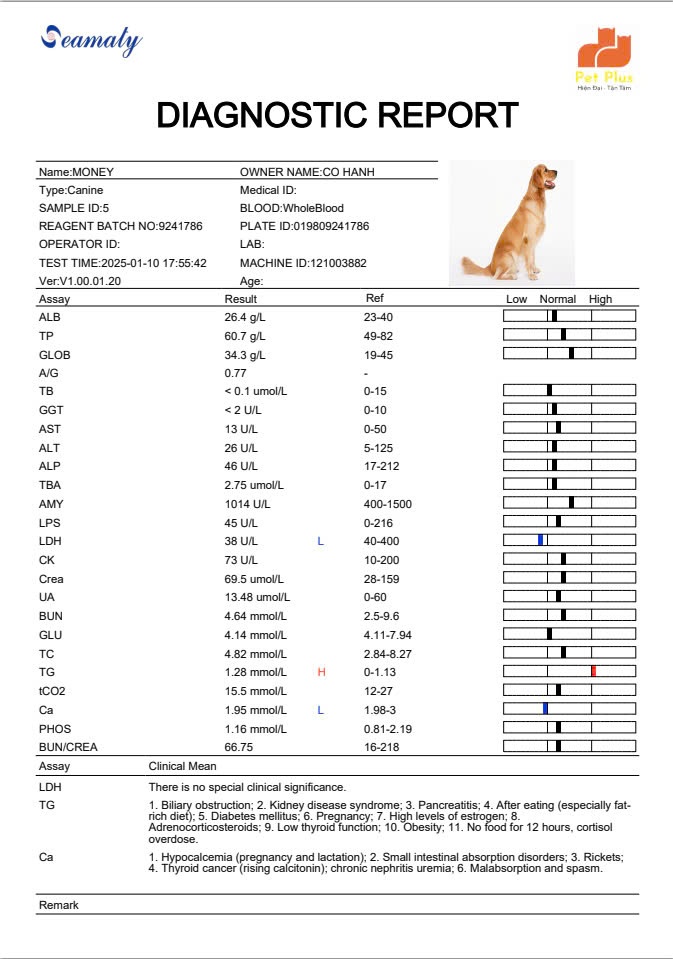 Seamaty
Pet Plus
Hiện Đại - Tận Tâm
DIAGNOSTIC REPORT
Name:MONEY OWNER NAME:CO HANH
Type:Canine Medical ID:
SAMPLE ID:5 BLOOD:WholeBlood
REAGENT BATCH NO:9241786 PLATE ID:019809241786
OPERATOR ID: LAB:
TEST TIME:2025-01-10 17:55:42 MACHINE ID:121003882
Ver:V1.00.01.20 Age:
Assay Result Ref Low Normal High
ALB 26.4 g/L 23-40
TP 60.7 g/L 49-82
GLOB 34.3 g/L 19-45
A/G 0.77 -
TB < 0.1 umol/L 0-15
GGT < 2 U/L 0-10
AST 13 U/L 0-50
ALT 26 U/L 5-125
ALP 46 U/L 17-212
TBA 2.75 umol/L 0-17
AMY 1014 U/L 400-1500
LPS 45 U/L 0-216
LDH 38 U/L L 40-400
CK 73 U/L 10-200
Crea 69.5 umol/L 28-159
UA 13.48 umol/L 0-60
BUN 4.64 mmol/L 2.5-9.6
GLU 4.14 mmol/L 4.11-7.94
TC 4.82 mmol/L 2.84-8.27
TG 1.28 mmol/L H 0-1.13
tCO2 15.5 mmol/L 12-27
Ca 1.95 mmol/L L 1.98-3
PHOS 1.16 mmol/L 0.81-2.19
BUN/CREA 66.75 16-218
Assay Clinical Mean
LDH There is no special clinical significance.
TG 1. Biliary obstruction; 2. Kidney disease syndrome; 3. Pancreatitis; 4. After eating (especially fat-
rich diet); 5. Diabetes mellitus; 6. Pregnancy; 7. High levels of estrogen; 8.
Adrenocorticosteroids; 9. Low thyroid function; 10. Obesity; 11. No food for 12 hours, cortisol
overdose.
Ca 1. Hypocalcemia (pregnancy and lactation); 2. Small intestinal absorption disorders; 3. Rickets;
4. Thyroid cancer (rising calcitonin); chronic nephritis uremia; 6. Malabsorption and spasm.
Remark